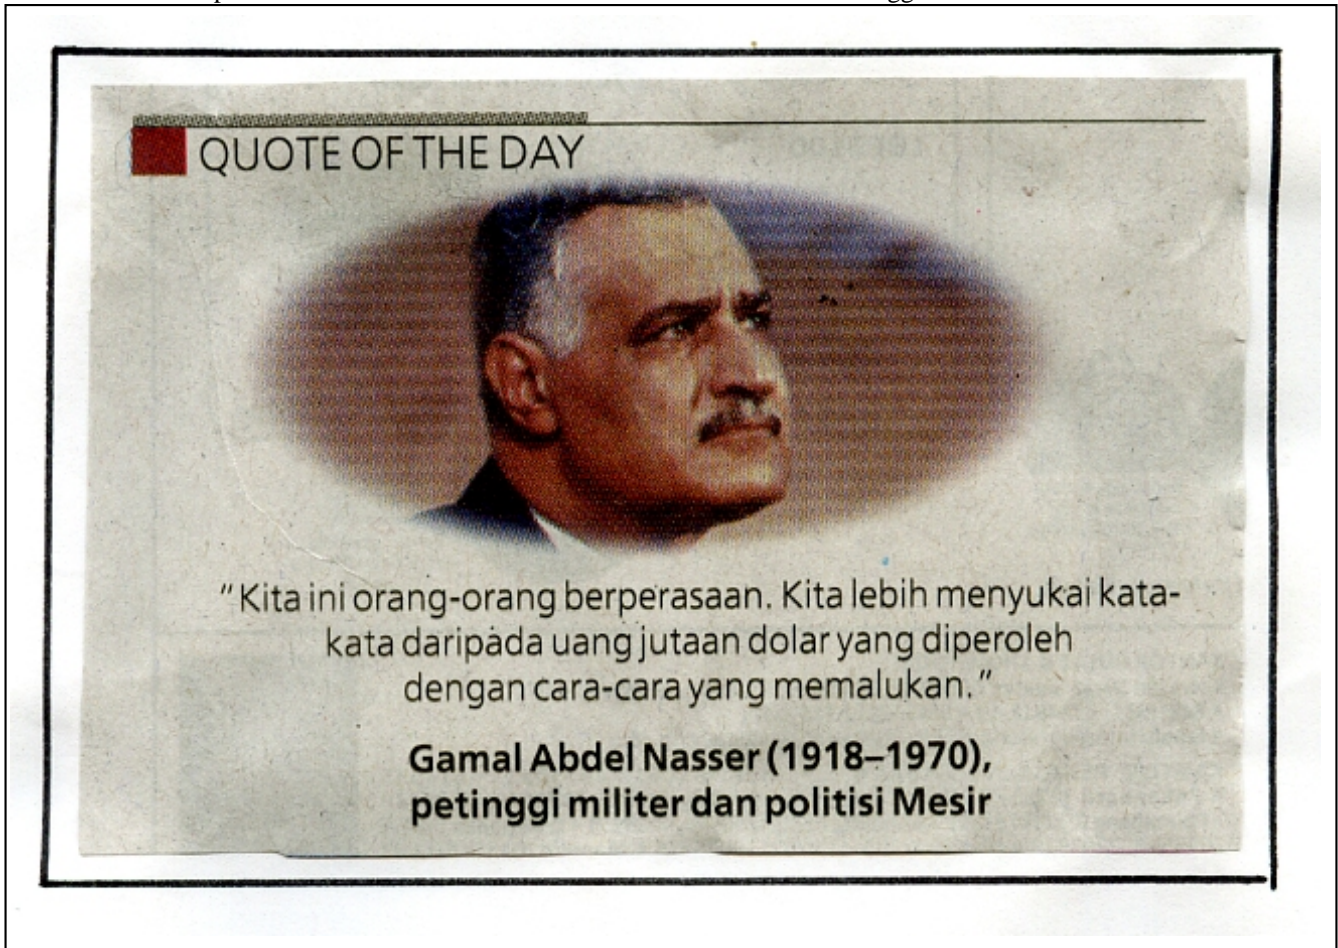 QUOTE OF THE DAY
"Kita ini orang-orang berperasaan. Kita lebih menyukai kata-
kata daripada uang jutaan dolar yang diperoleh
dengan cara-cara yang memalukan."
Gamal Abdel Nasser (1918–1970),
petinggi militer dan politisi Mesir